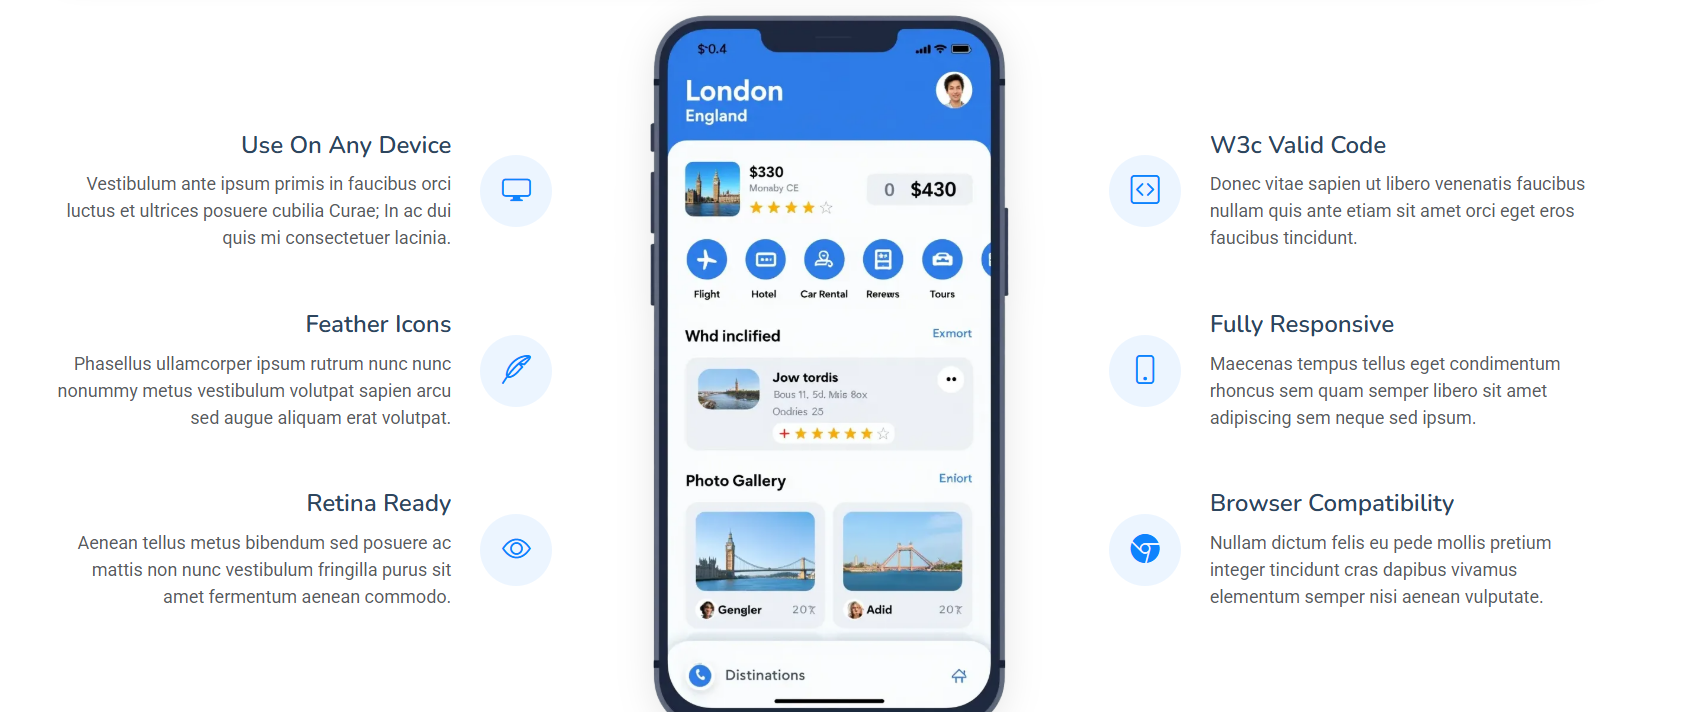 Use On Any Device
Vestibulum ante ipsum primis in faucibus orci
luctus et ultrices posuere cubilia Curae; In ac dui
quis mi consectetuer lacinia.
Feather Icons
Phasellus ullamcorper ipsum rutrum nunc nunc
nonummy metus vestibulum volutpat sapien arcu
sed augue aliquam erat volutpat.
Retina Ready
Aenean tellus metus bibendum sed posuere ac
mattis non nunc vestibulum fringilla purus sit
amet fermentum aenean commodo.
London
England
$330
Monaby CE
0 $430
Flight Hotel Car Rental Rerews Tours
Whd inclified Exmort
Jow tordis
Bous 11, 5d. Box
Ondries 25
Photo Gallery Eniort
Gengler Adid
Distinations
W3c Valid Code
Donec vitae sapien ut libero venenatis faucibus
nullam quis ante etiam sit amet orci eget eros
faucibus tincidunt.
Fully Responsive
Maecenas tempus tellus eget condimentum
rhoncus sem quam semper libero sit amet
adipiscing sem neque sed ipsum.
Browser Compatibility
Nullam dictum felis eu pede mollis pretium
integer tincidunt cras dapibus vivamus
elementum semper nisi aenean vulputate.